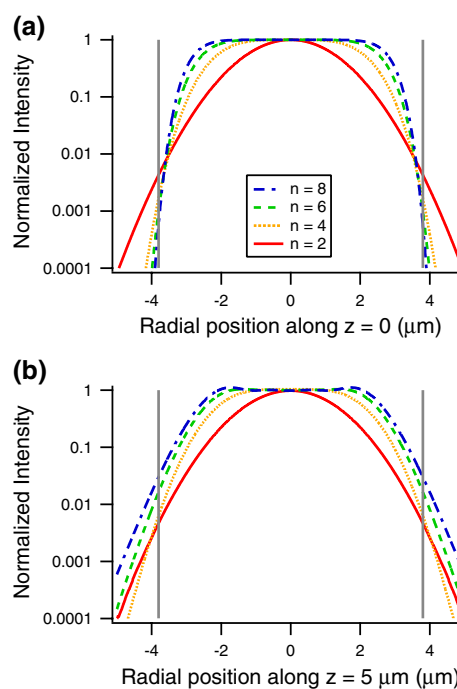 (a)
Normalized Intensity
1
0.1
0.01
0.001
0.0001
n = 8
n = 6
n = 4
n = 2
-4 -2 0 2 4
Radial position along z = 0 (μm)
(b)
Normalized Intensity
1
0.1
0.01
0.001
0.0001
-4 -2 0 2 4
Radial position along z = 5 μm (μm)